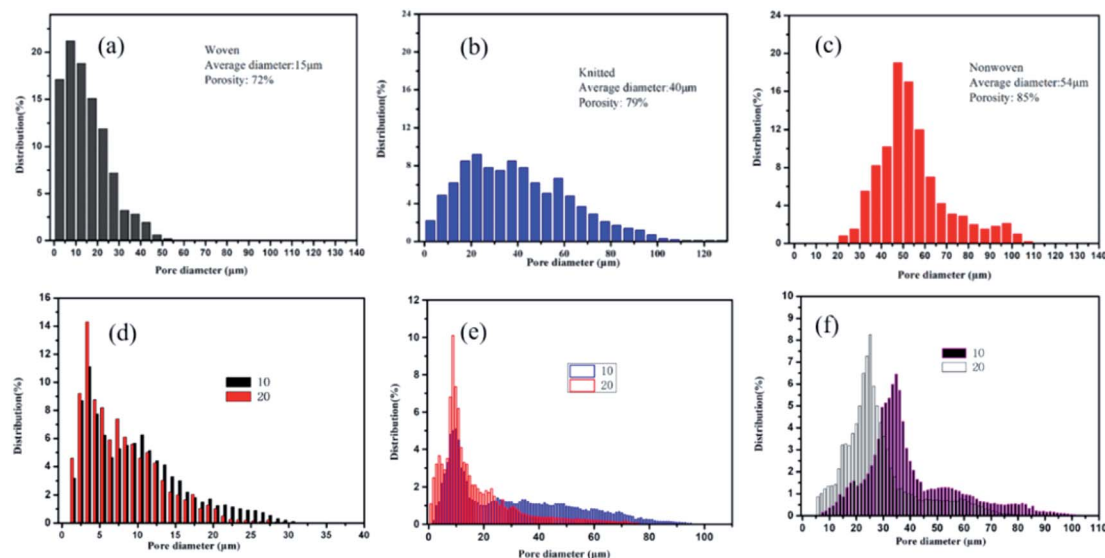 (a)
Woven
Average diameter:15μm
Porosity: 72%
Distribution(%)
20
15
10
5
0
0 10 20 30 40 50 60 70 80 90 100 110 120 130 140
Pore diameter (μm)
(b)
Knitted
Average diameter:40μm
Porosity: 79%
Distribution(%)
24
20
16
12
8
4
0
0 20 40 60 80 100 120
Pore diameter (μm)
(c)
Nonwoven
Average diameter:54μm
Porosity: 85%
Distribution(%)
24
20
16
12
8
4
0
0 10 20 30 40 50 60 70 80 90 100 110 120 130 140
Pore diameter (μm)
(d)
10
20
Distribution(%)
16
14
12
10
8
6
4
2
0
0 5 10 15 20 25 30 35 40
Pore diameter (μm)
(e)
10
20
Distribution(%)
12
10
8
6
4
2
0
0 20 40 60 80 100
Pore diameter (μm)
(f)
10
20
Distribution(%)
10
9
8
7
6
5
4
3
2
1
0
0 10 20 30 40 50 60 70 80 90 100 110
Pore diameter (μm)